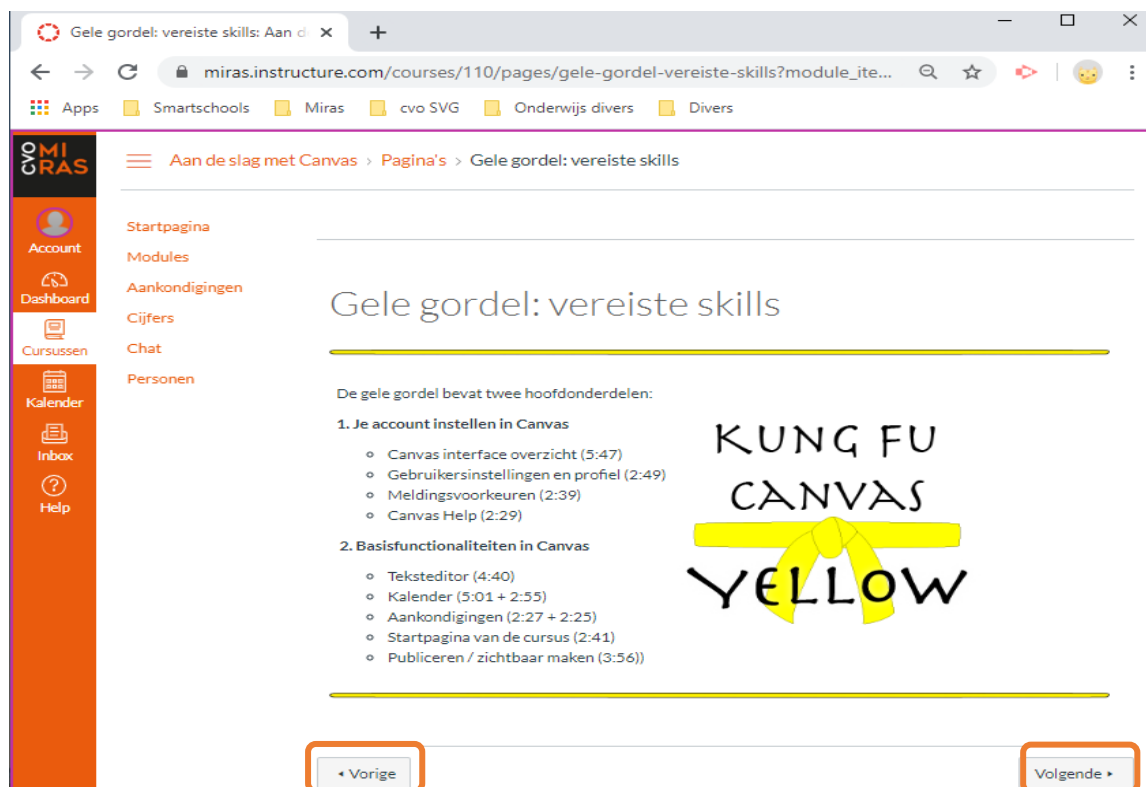 Gele gordel: vereiste skills: Aan d
miras.instructure.com/courses/110/pages/gele-gordel-vereiste-skills?module_ite...
Apps Smartschools Miras cvo SVG Onderwijs divers Divers
CVO MIRAS
Aan de slag met Canvas > Pagina's > Gele gordel: vereiste skills
Account
Dashboard
Cursussen
Kalender
Inbox
Help
Startpagina
Modules
Aankondigingen
Cijfers
Chat
Personen
Gele gordel: vereiste skills
De gele gordel bevat twee hoofdonderdelen:
1. Je account instellen in Canvas
Canvas interface overzicht (5:47)
Gebruikersinstellingen en profiel (2:49)
Meldingsvoorkeuren (2:39)
Canvas Help (2:29)
2. Basisfunctionaliteiten in Canvas
Teksteditor (4:40)
Kalender (5:01 + 2:55)
Aankondigingen (2:27 + 2:25)
Startpagina van de cursus (2:41)
Publiceren / zichtbaar maken (3:56))
KUNG FU
CANVAS
YELLOW
Vorige
Volgende